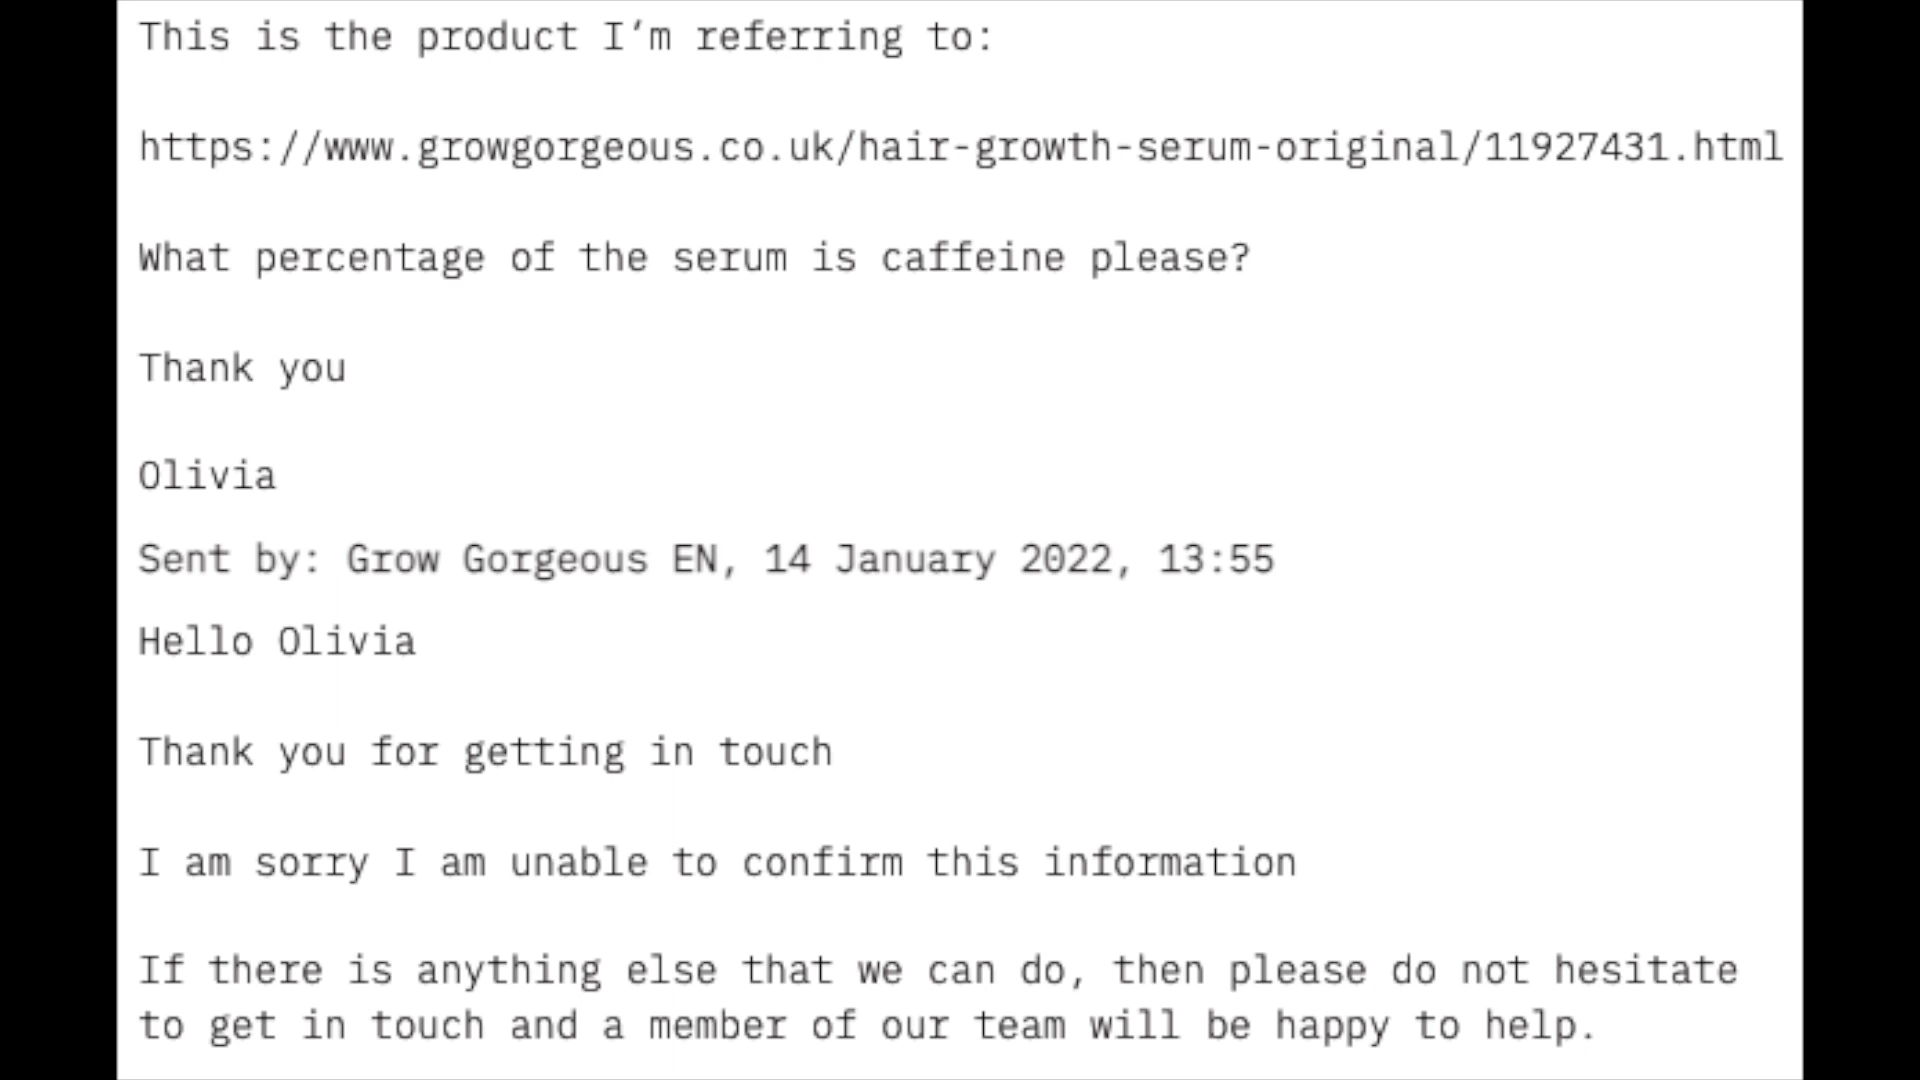 This is the product I’m referring to:
https://www.growgorgeous.co.uk/hair-growth-serum-original/11927431.html
What percentage of the serum is caffeine please?
Thank you
Olivia
Sent by: Grow Gorgeous EN, 14 January 2022, 13:55
Hello Olivia
Thank you for getting in touch
I am sorry I am unable to confirm this information
If there is anything else that we can do, then please do not hesitate
to get in touch and a member of our team will be happy to help.